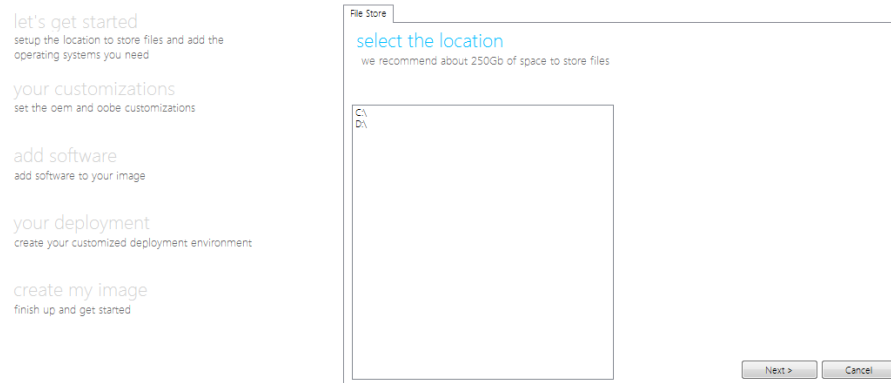 let's get started
setup the location to store files and add the
operating systems you need
your customizations
set the oem and oobe customizations
add software
add software to your image
your deployment
create your customized deployment environment
create my image
finish up and get started
File Store
select the location
we recommend about 250Gb of space to store files
C:\
D:\
Next >
Cancel